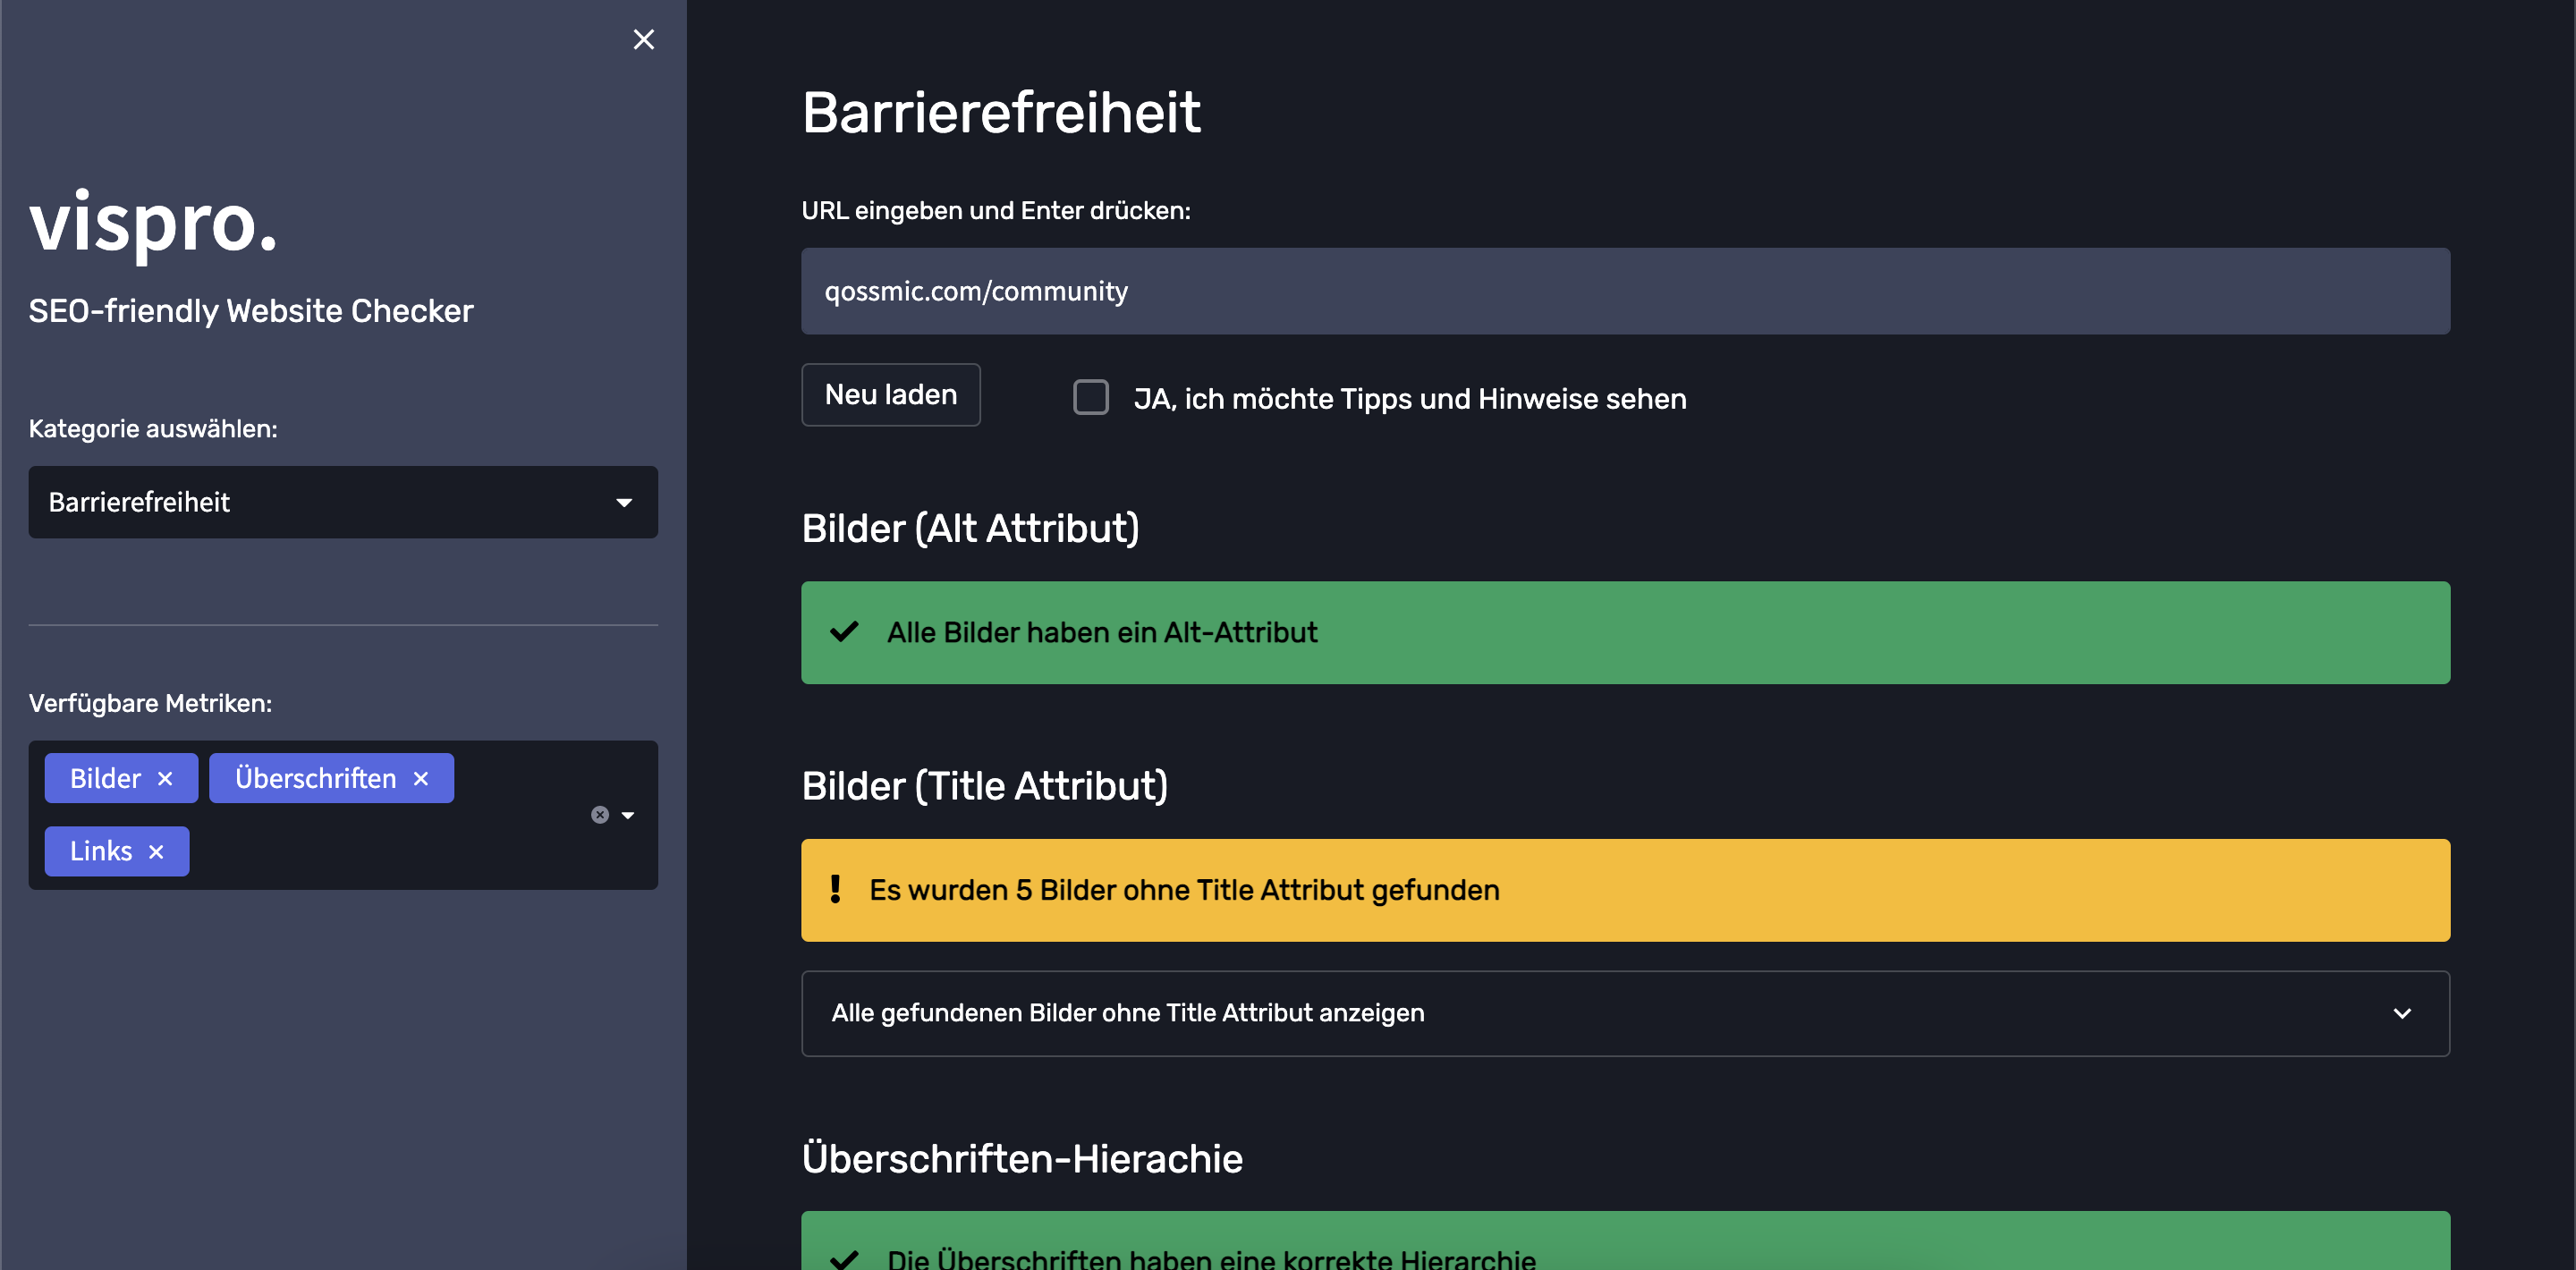 vispro.
SEO-friendly Website Checker
Kategorie auswählen:
Barrierefreiheit
Verfügbare Metriken:
Bilder
Überschriften
Links
Barrierefreiheit
URL eingeben und Enter drücken:
qossmic.com/community
Neu laden
JA, ich möchte Tipps und Hinweise sehen
Bilder (Alt Attribut)
Alle Bilder haben ein Alt-Attribut
Bilder (Title Attribut)
Es wurden 5 Bilder ohne Title Attribut gefunden
Alle gefundenen Bilder ohne Title Attribut anzeigen
Überschriften-Hierachie
Die Überschriften haben eine korrekte Hierarchie